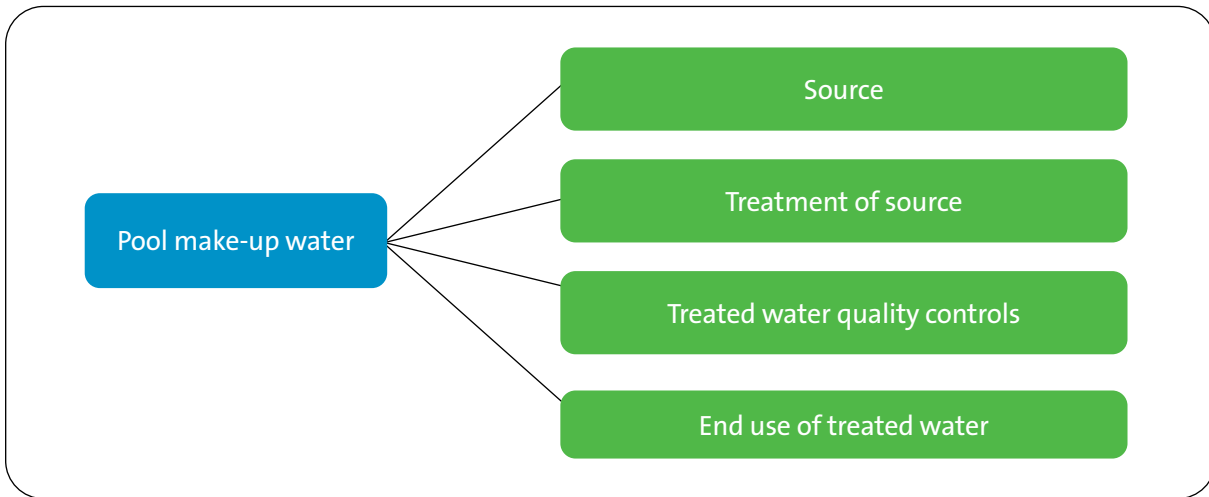 Source
Treatment of source
Pool make-up water
Treated water quality controls
End use of treated water